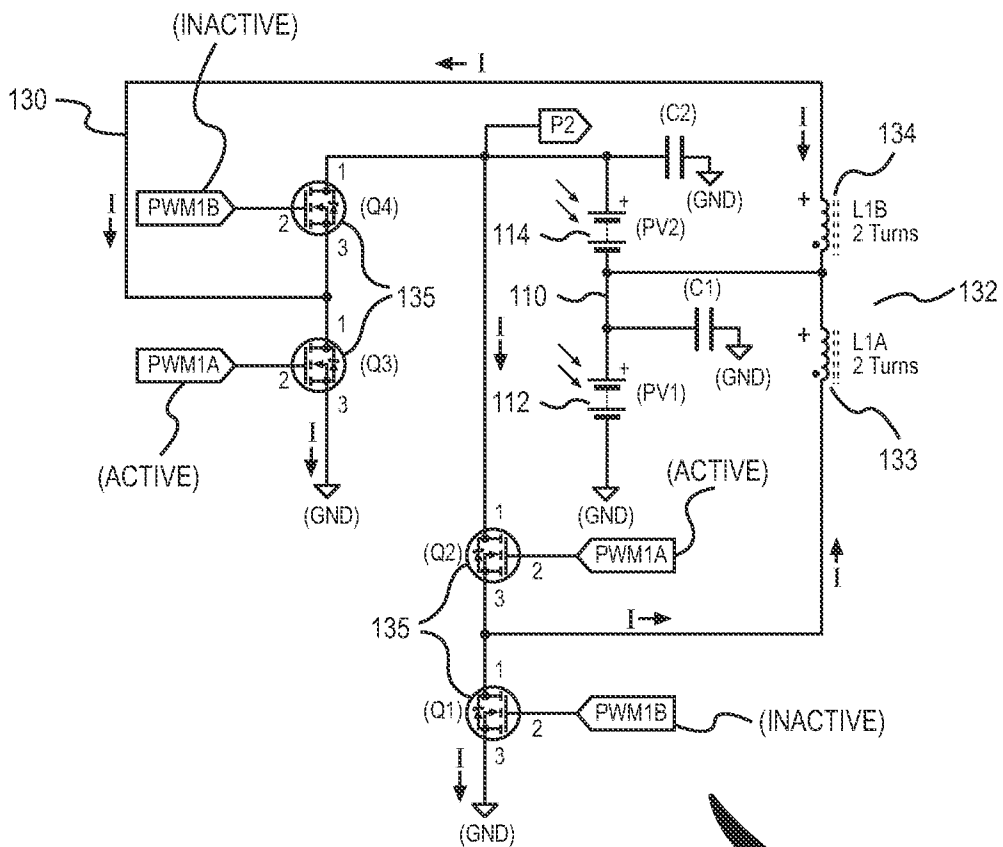 (INACTIVE)
I
130
P2
(C2)
I
134
1
+
(GND)
+
L1B
2 Turns
I
PWM1B
2
(Q4)
3
114
(PV2)
135
110
(C1)
132
1
I
+
L1A
2 Turns
PWM1A
2
(Q3)
3
(GND)
+
112
(PV1)
133
(ACTIVE)
I
(GND)
(GND)
(ACTIVE)
1
(Q2)
2
PWM1A
3
I
135
I
1
(Q1)
2
PWM1B
(INACTIVE)
3
I
(GND)